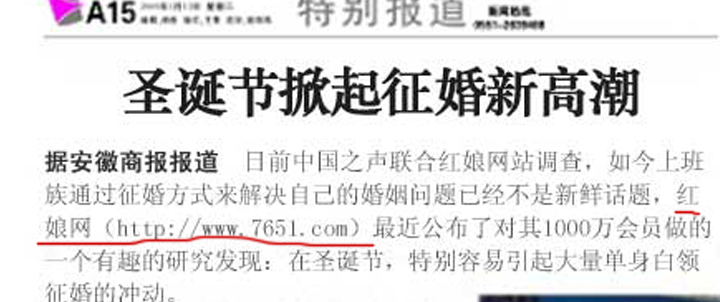 A15
特别报道
新闻热线
圣诞节掀起征婚新高潮
据安徽商报报道 日前中国之声联合红娘网站调查，如今上班
族通过征婚方式来解决自己的婚姻问题已经不是新鲜话题，红
娘网（http://www.7651.com）最近公布了对其1000万会员做的
一个有趣的研究发现：在圣诞节，特别容易引起大量单身白领
征婚的冲动。